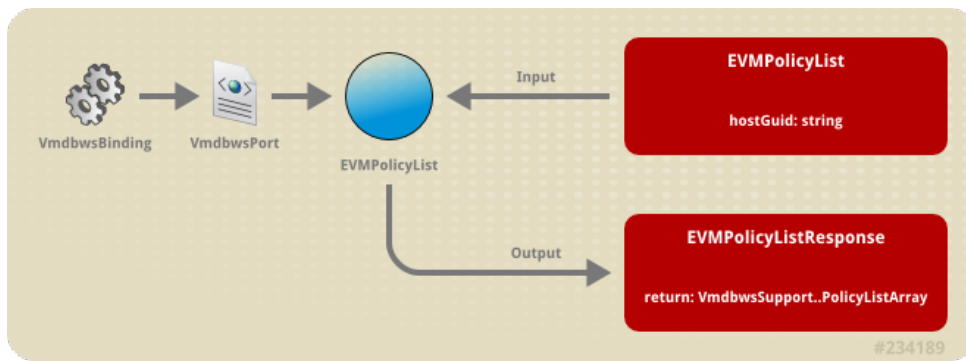 EVMPolicyList
Input
hostGuid: string
VmdbwsBinding
VmdbwsPort
EVMPolicyList
EVMPolicyListResponse
Output
return: VmdbwsSupport..PolicyListArray
#234189